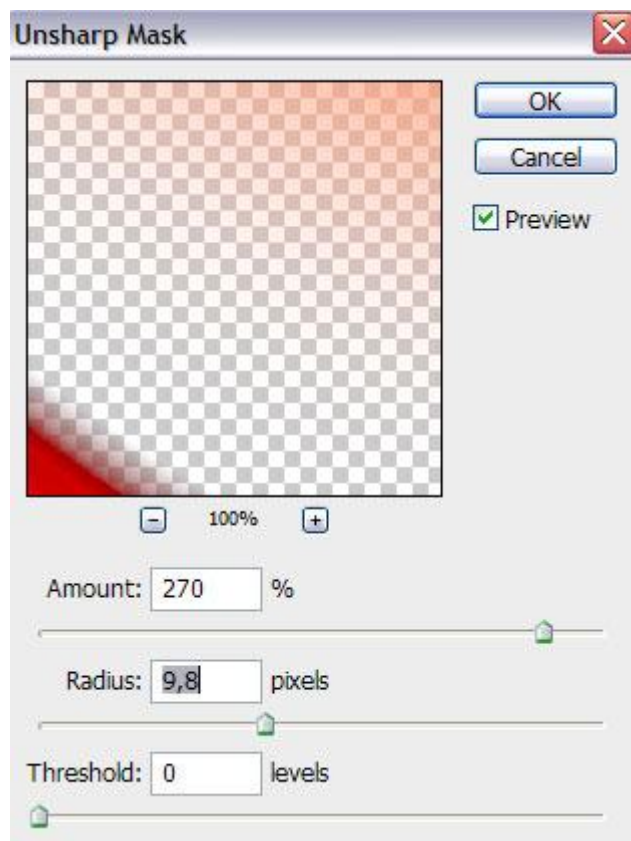 Unsharp Mask
OK
Cancel
Preview
100%
Amount: 270 %
Radius: 9,8 pixels
Threshold: 0 levels